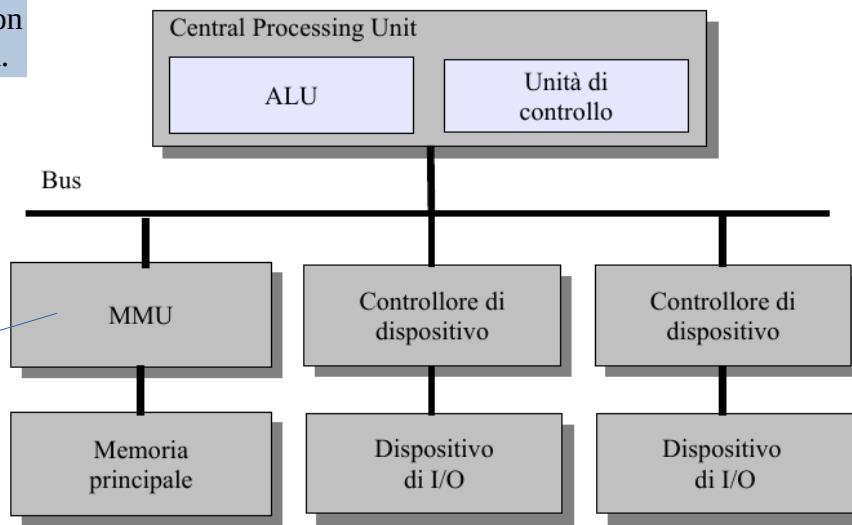 on
.
Central Processing Unit
ALU
Unità di
controllo
Bus
MMU
Controllore di
dispositivo
Controllore di
dispositivo
Memoria
principale
Dispositivo
di I/O
Dispositivo
di I/O